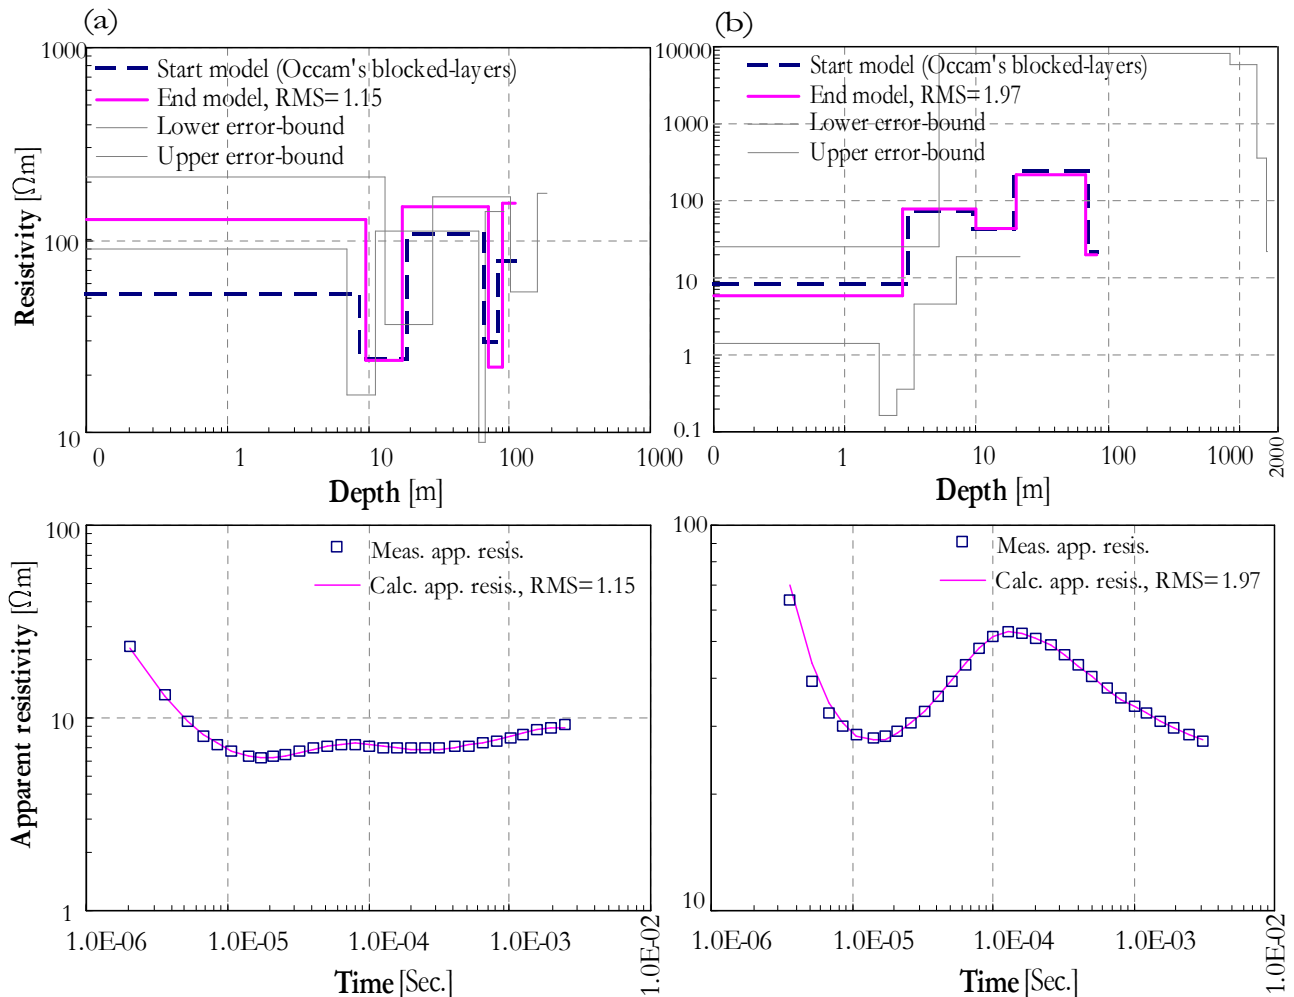 (a)
1000
Start model (Occam's blocked-layers)
End model, RMS=1.15
Lower error-bound
Upper error-bound
100
10
Resistivity [Ωm]
0 1 10 100 1000
Depth [m]
(b)
10000
Start model (Occam's blocked-layers)
End model, RMS=1.97
1000
Lower error-bound
Upper error-bound
100
10
1
0.1
0 1 10 100 1000 2000
Depth [m]
100
Meas. app. resis.
Calc. app. resis., RMS=1.15
10
1
Apparent resistivity [Ωm]
1.0E-06 1.0E-05 1.0E-04 1.0E-03 1.0E-02
Time [Sec.]
100
Meas. app. resis.
Calc. app. resis., RMS=1.97
10
1.0E-06 1.0E-05 1.0E-04 1.0E-03 1.0E-02
Time [Sec.]